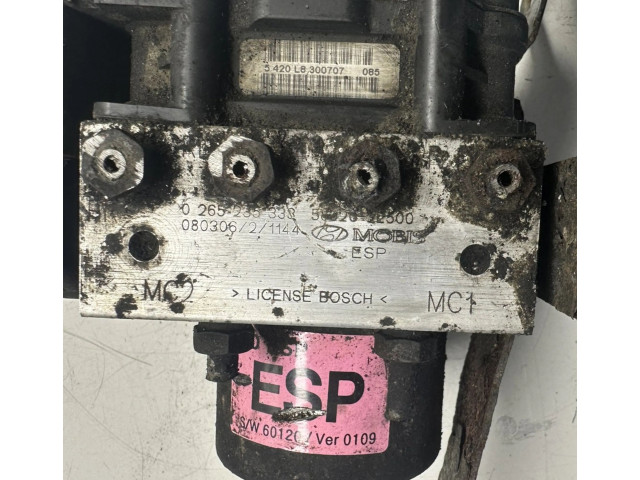 5.420 L8 300707 085
0 265-235-330
080306/2/1144 MOBIS
ESP
MC2 > LICENSE BOSCH < MC1
ESP
S/W 60120/ Ver 0109